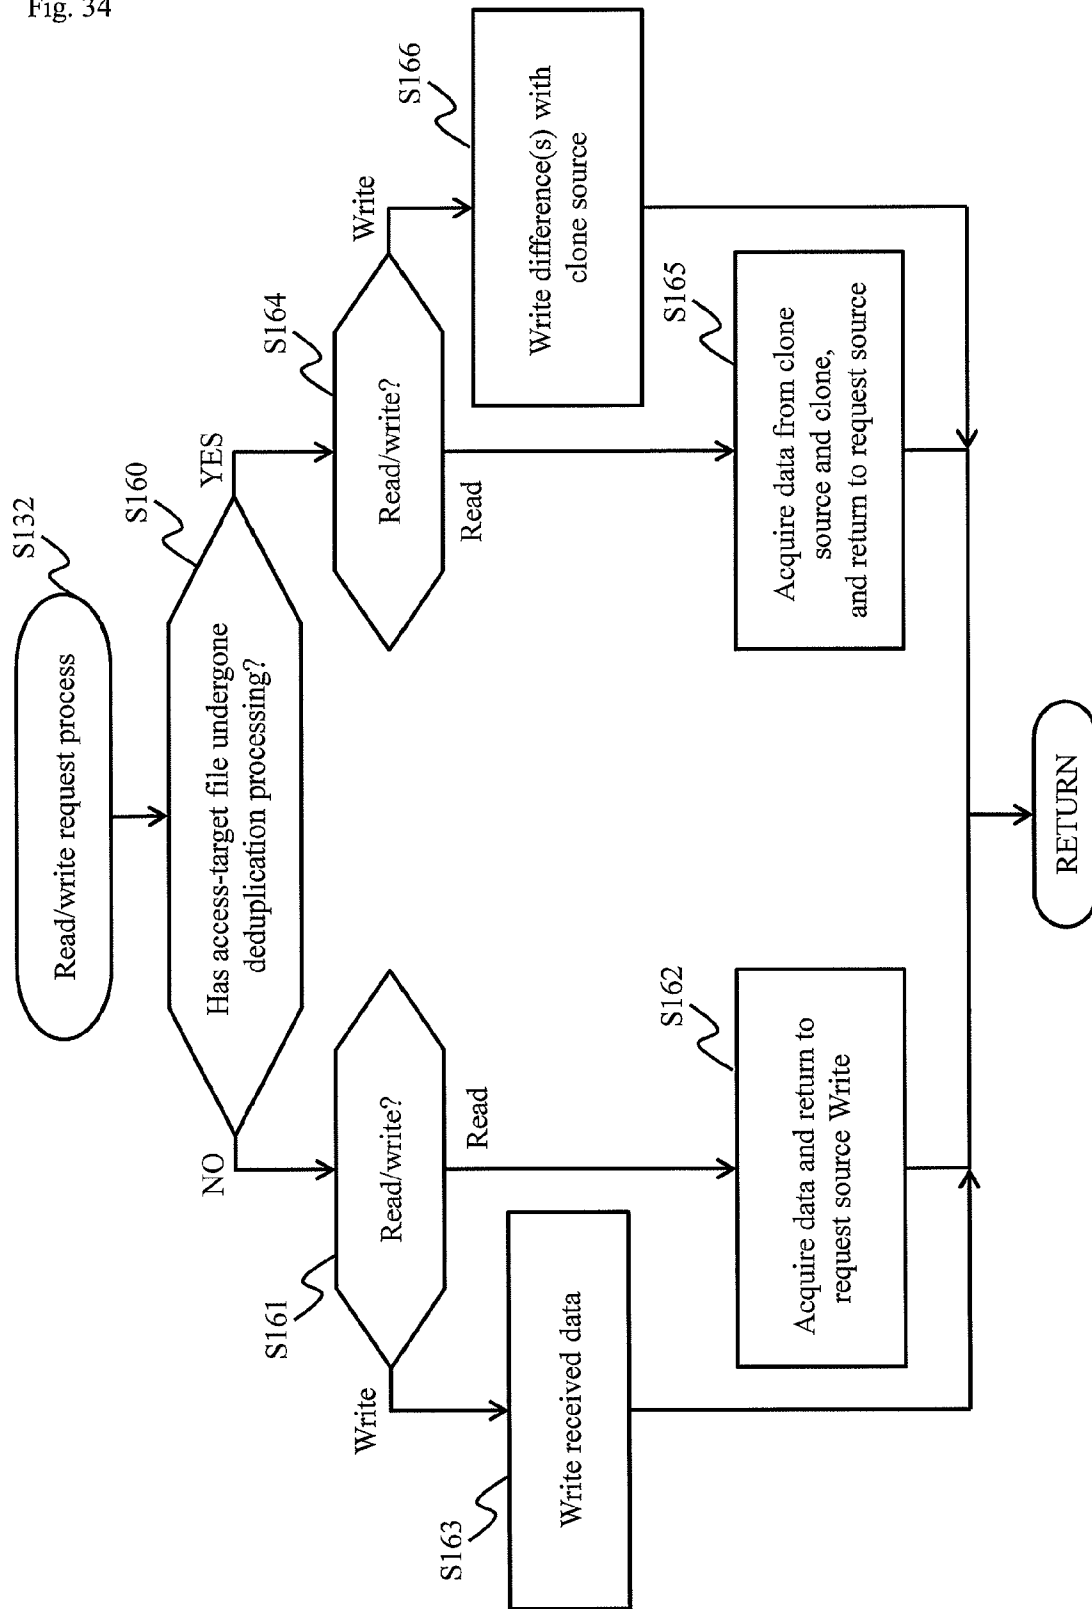 Fig. 34
S132
Read/write request process
S160
Has access-target file undergone
deduplication processing?
NO
YES
S161
Read/write?
Write
Read
S164
Read/write?
Write
Read
S163
Write received data
S166
Write difference(s) with
clone source
S162
Acquire data and return to
request source Write
S165
Acquire data from clone
source and clone,
and return to request source
RETURN